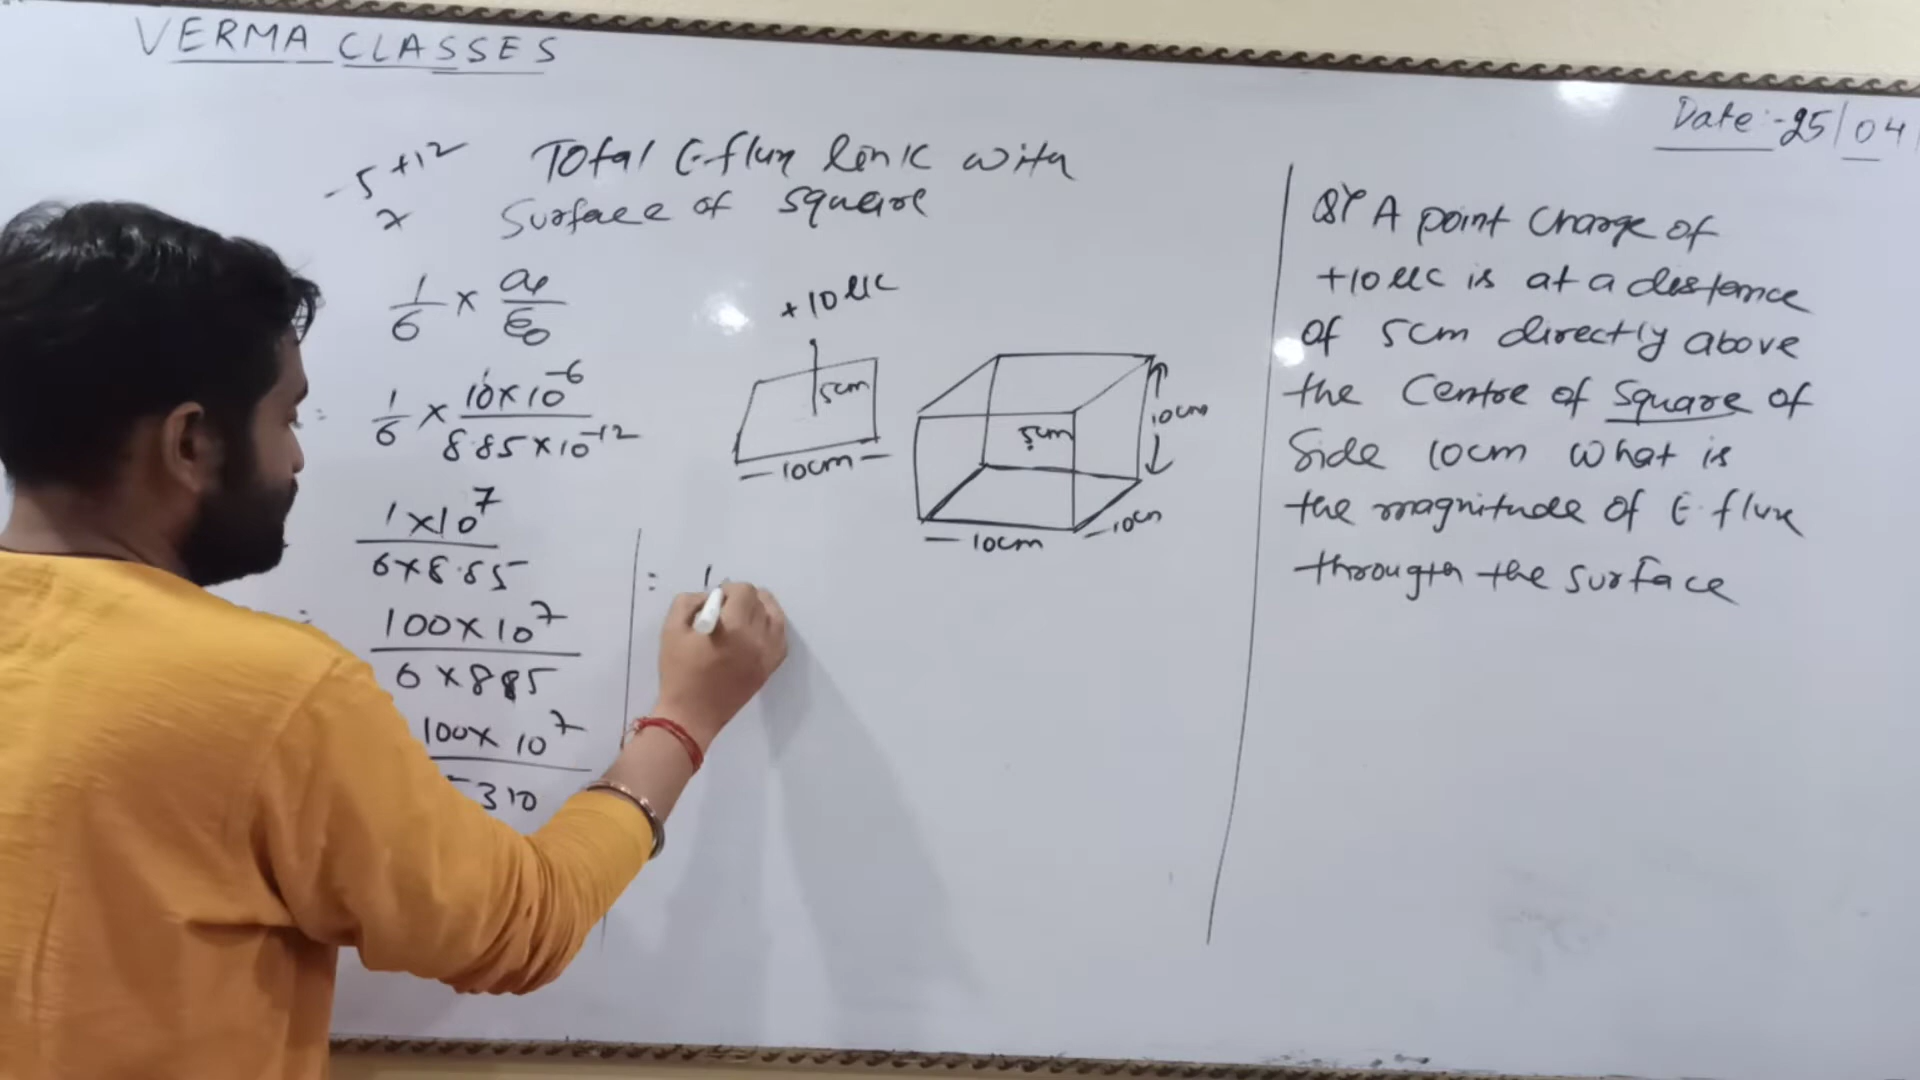 VERMA CLASSES
Date:-25/04/
-5+12
7
Total E-flux link with
Surface of square
1/6 × q/ε0
= 1/6 × 10×10^-6 / 8.85×10^-12
1×10^7 / 6×8.85
= 100×10^7 / 6×885
100×10^7 / 310
= 1
+10μC
5cm
10cm
5cm
10cm
10cm
10cm
Q8 A point Charge of
+10μC is at a distance
of 5cm directly above
the Centre of Square of
Side 10cm What is
the magnitude of E-flux
through the surface